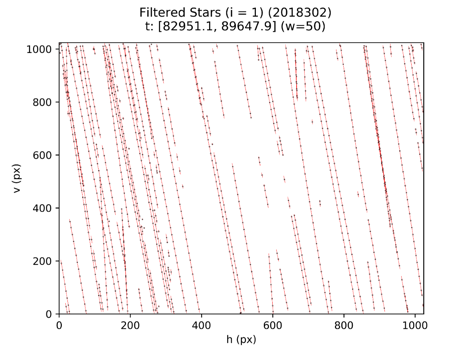 Filtered Stars (i = 1) (2018302)
t: [82951.1, 89647.9] (w=50)
1000
800
600
400
200
0
v (px)
0 200 400 600 800 1000
h (px)